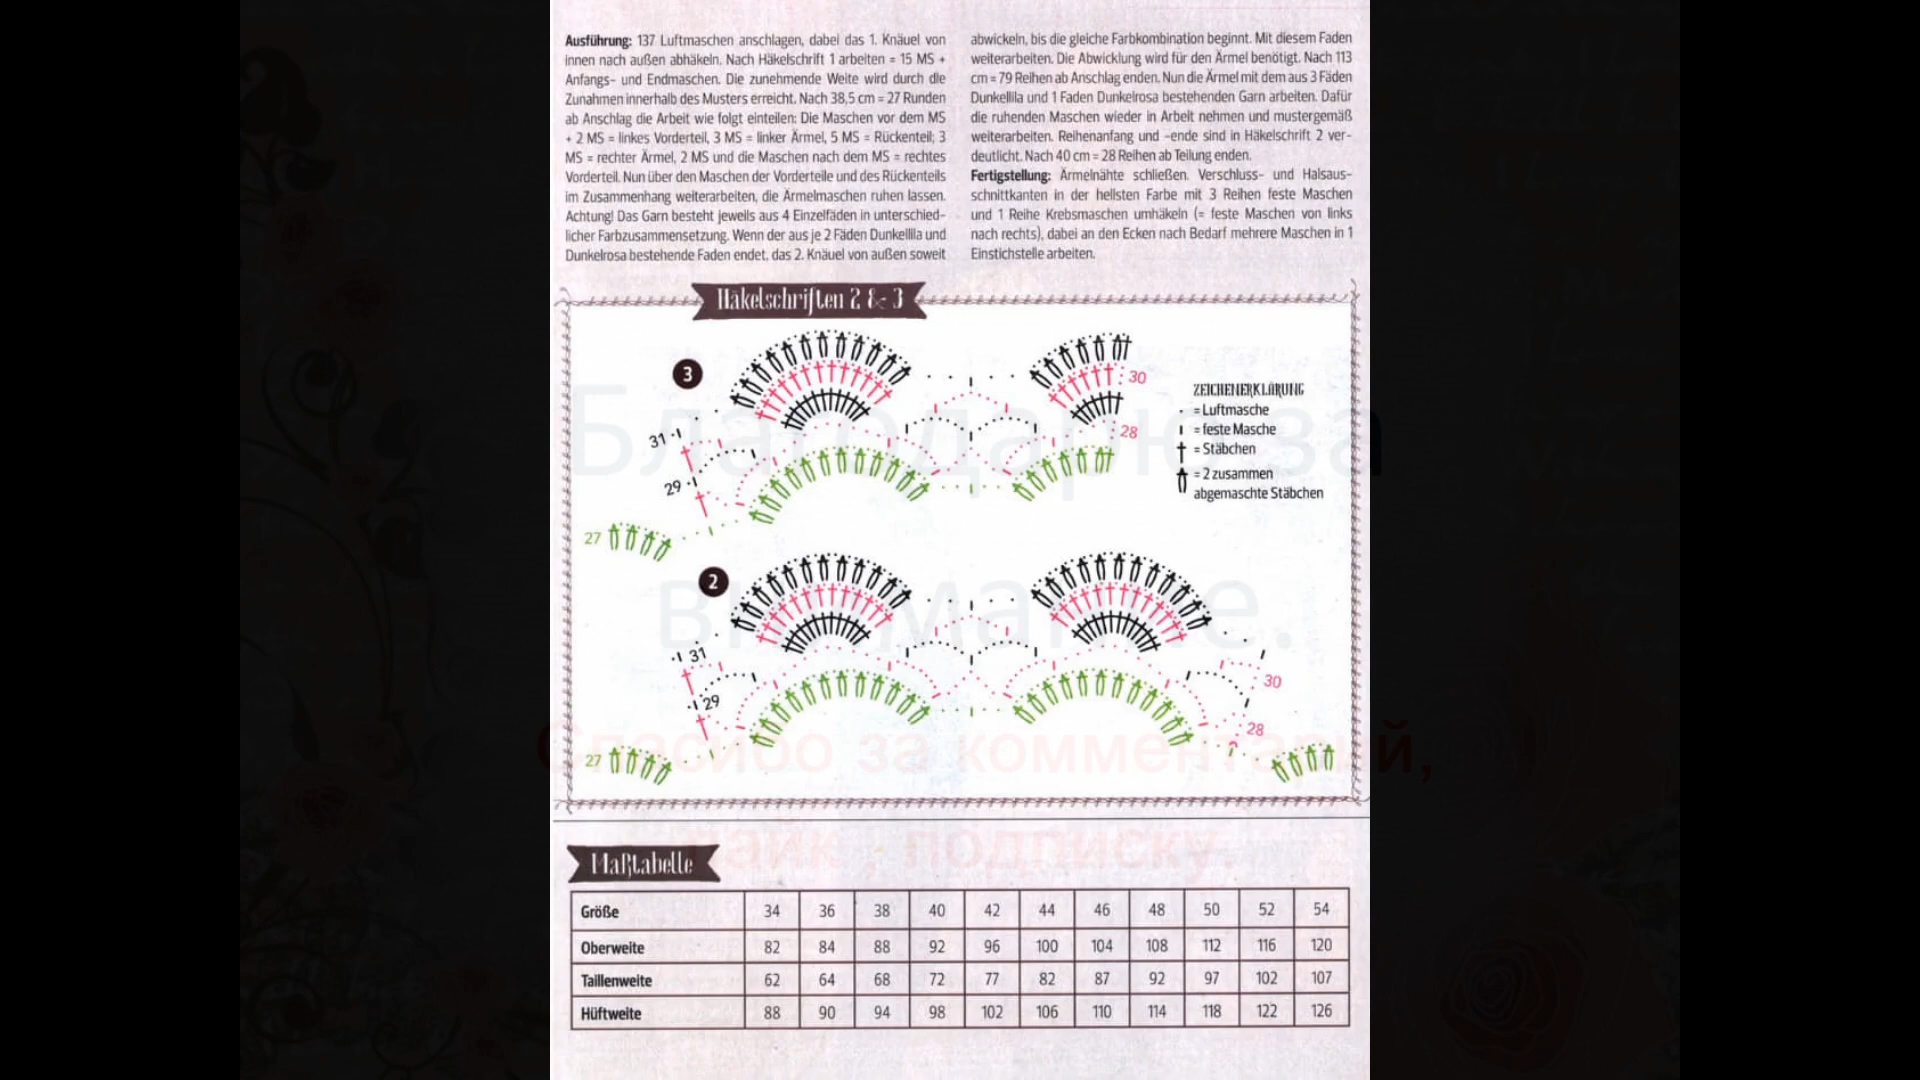 Ausführung: 137 Luftmaschen anschlagen, dabei das 1. Knäuel von
innen nach außen abhäkeln. Nach Häkelschrift 1 arbeiten = 15 MS +
Anfangs- und Endmaschen. Die zunehmende Weite wird durch die
Zunahmen innerhalb des Musters erreicht. Nach 38,5 cm = 27 Runden
ab Anschlag die Arbeit wie folgt einteilen: Die Maschen vor dem MS
+ 2 MS = linkes Vorderteil, 3 MS = linker Ärmel, 5 MS = Rückenteil; 3
MS = rechter Ärmel, 2 MS und die Maschen nach dem MS = rechtes
Vorderteil. Nun über den Maschen der Vorderteile und des Rückenteils
im Zusammenhang weiterarbeiten, die Ärmelmaschen ruhen lassen.
Achtung! Das Garn besteht jeweils aus 4 Einzelfäden in unterschied-
licher Farbzusammensetzung. Wenn der aus je 2 Fäden Dunkellila und
Dunkelrosa bestehende Faden endet, das 2. Knäuel von außen soweit
abwickeln, bis die gleiche Farbkombination beginnt. Mit diesem Faden
weiterarbeiten. Die Abwicklung wird für den Ärmel benötigt. Nach 113
cm = 79 Reihen ab Anschlag enden. Nun die Ärmel mit dem aus 3 Fäden
Dunkellila und 1 Faden Dunkelrosa bestehenden Garn arbeiten. Dafür
die ruhenden Maschen wieder in Arbeit nehmen und mustergemäß
weiterarbeiten. Reihenanfang und -ende sind in Häkelschrift 2 ver-
deutlicht. Nach 40 cm = 28 Reihen ab Teilung enden.
Fertigstellung: Ärmelnähte schließen. Verschluss- und Halsaus-
schnittkanten in der hellsten Farbe mit 3 Reihen feste Maschen
und 1 Reihe Krebsmaschen umhäkeln (= feste Maschen von links
nach rechts), dabei an den Ecken nach Bedarf mehrere Maschen in 1
Einstichstelle arbeiten.
Häkelschriften 2 & 3
3
30
28
31
29
27
ZEICHENERKLÄRUNG
= Luftmasche
= feste Masche
= Stäbchen
= 2 zusammen
abgemaschte Stäbchen
Благодарю за
внимание.
2
31
29
27
30
28
Спасибо за комментарий,
лайк , подписку.
Maßtabelle
Größe 34 36 38 40 42 44 46 48 50 52 54
Oberweite 82 84 88 92 96 100 104 108 112 116 120
Taillenweite 62 64 68 72 77 82 87 92 97 102 107
Hüftweite 88 90 94 98 102 106 110 114 118 122 126